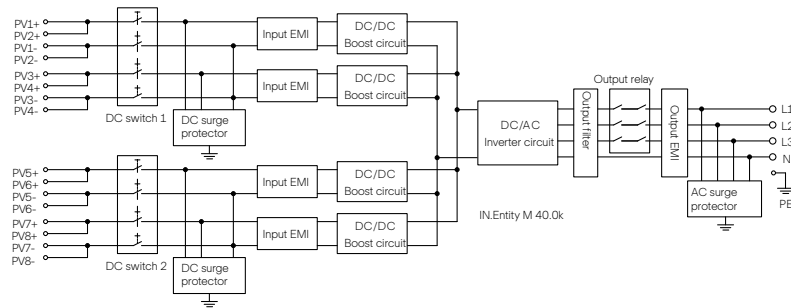 PV1+
PV2+
PV1-
PV2-
PV3+
PV4+
PV3-
PV4-
DC switch 1
DC surge
protector
Input EMI
DC/DC
Boost circuit
Input EMI
DC/DC
Boost circuit
PV5+
PV6+
PV5-
PV6-
PV7+
PV8+
PV7-
PV8-
DC switch 2
DC surge
protector
Input EMI
DC/DC
Boost circuit
Input EMI
DC/DC
Boost circuit
DC/AC
Inverter circuit
Output filter
Output relay
Output EMI
L1
L2
L3
N
PE
AC surge
protector
IN.Entity M 40.0k